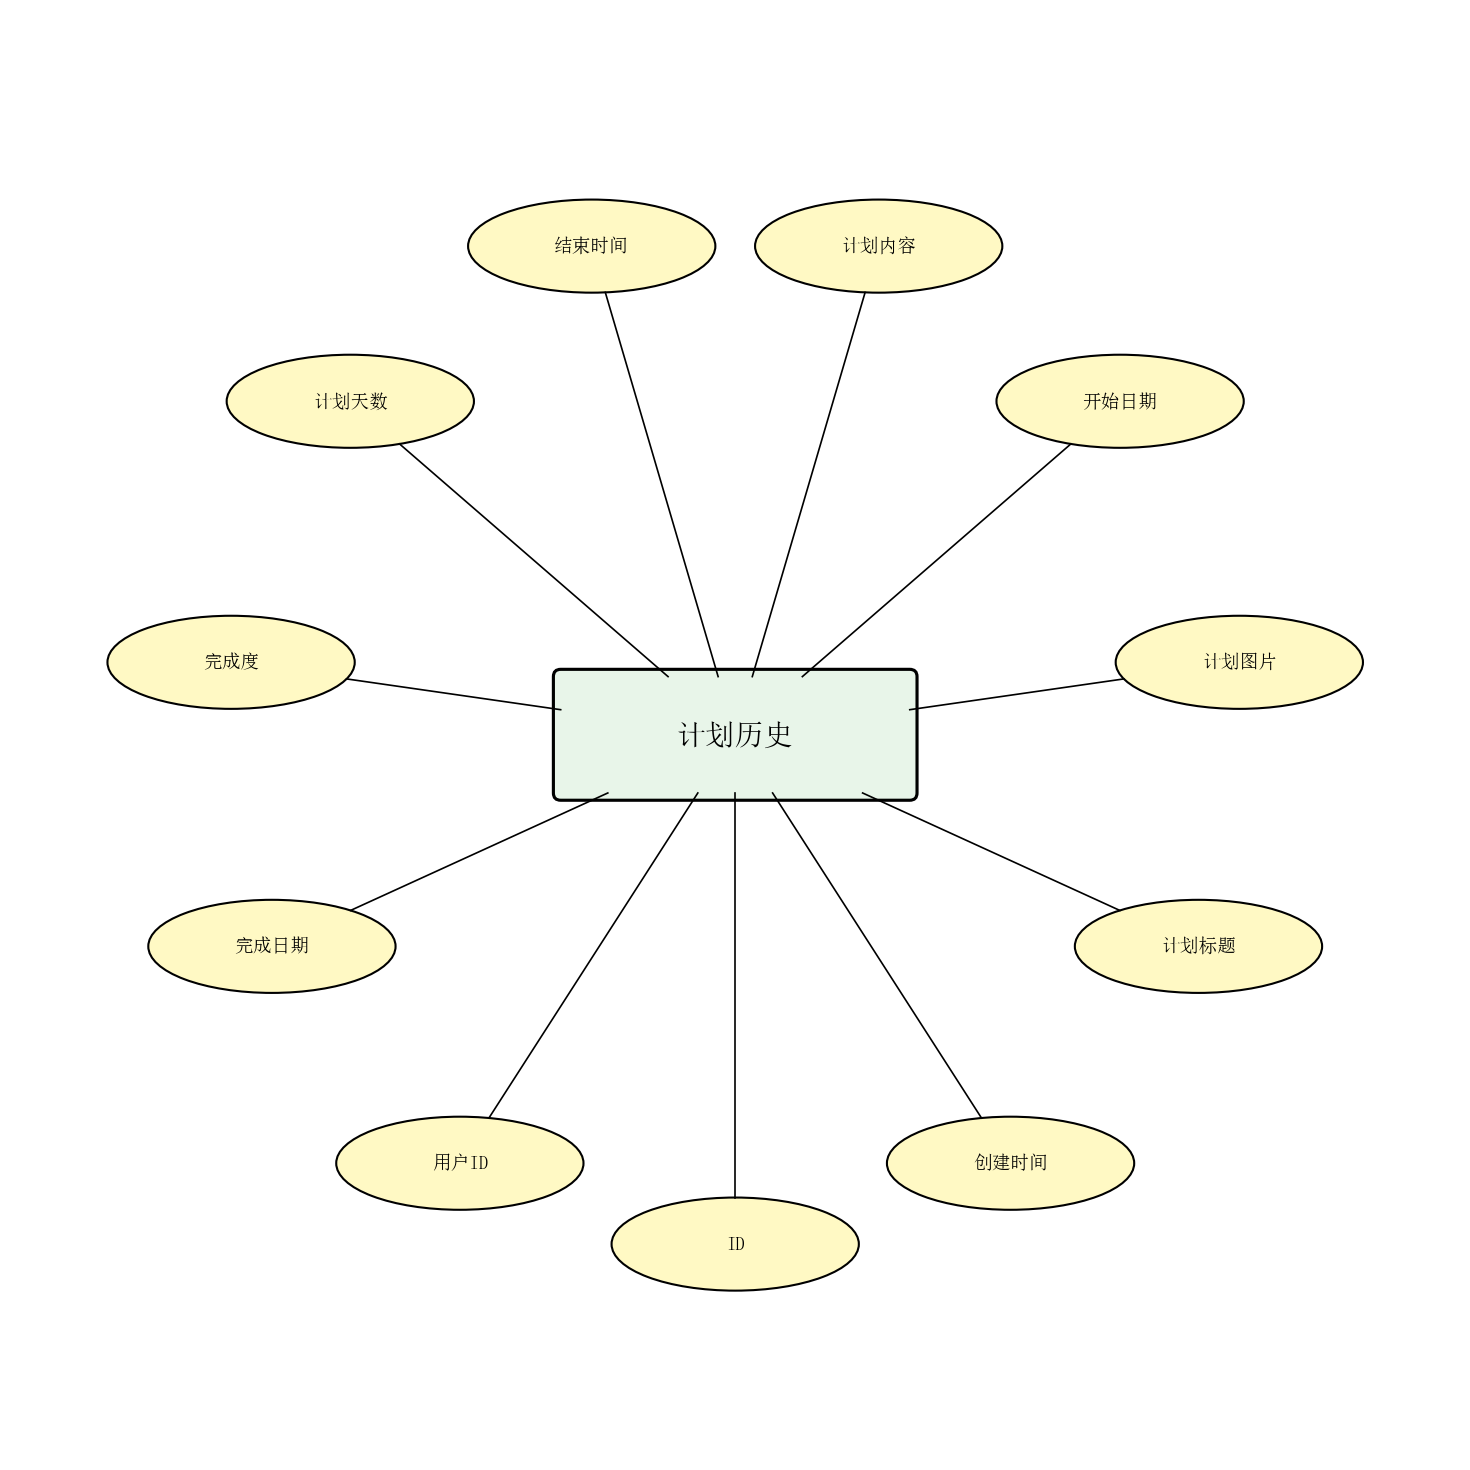 结束时间
计划内容
计划天数
开始日期
完成度
计划图片
计划历史
完成日期
计划标题
用户ID
创建时间
ID